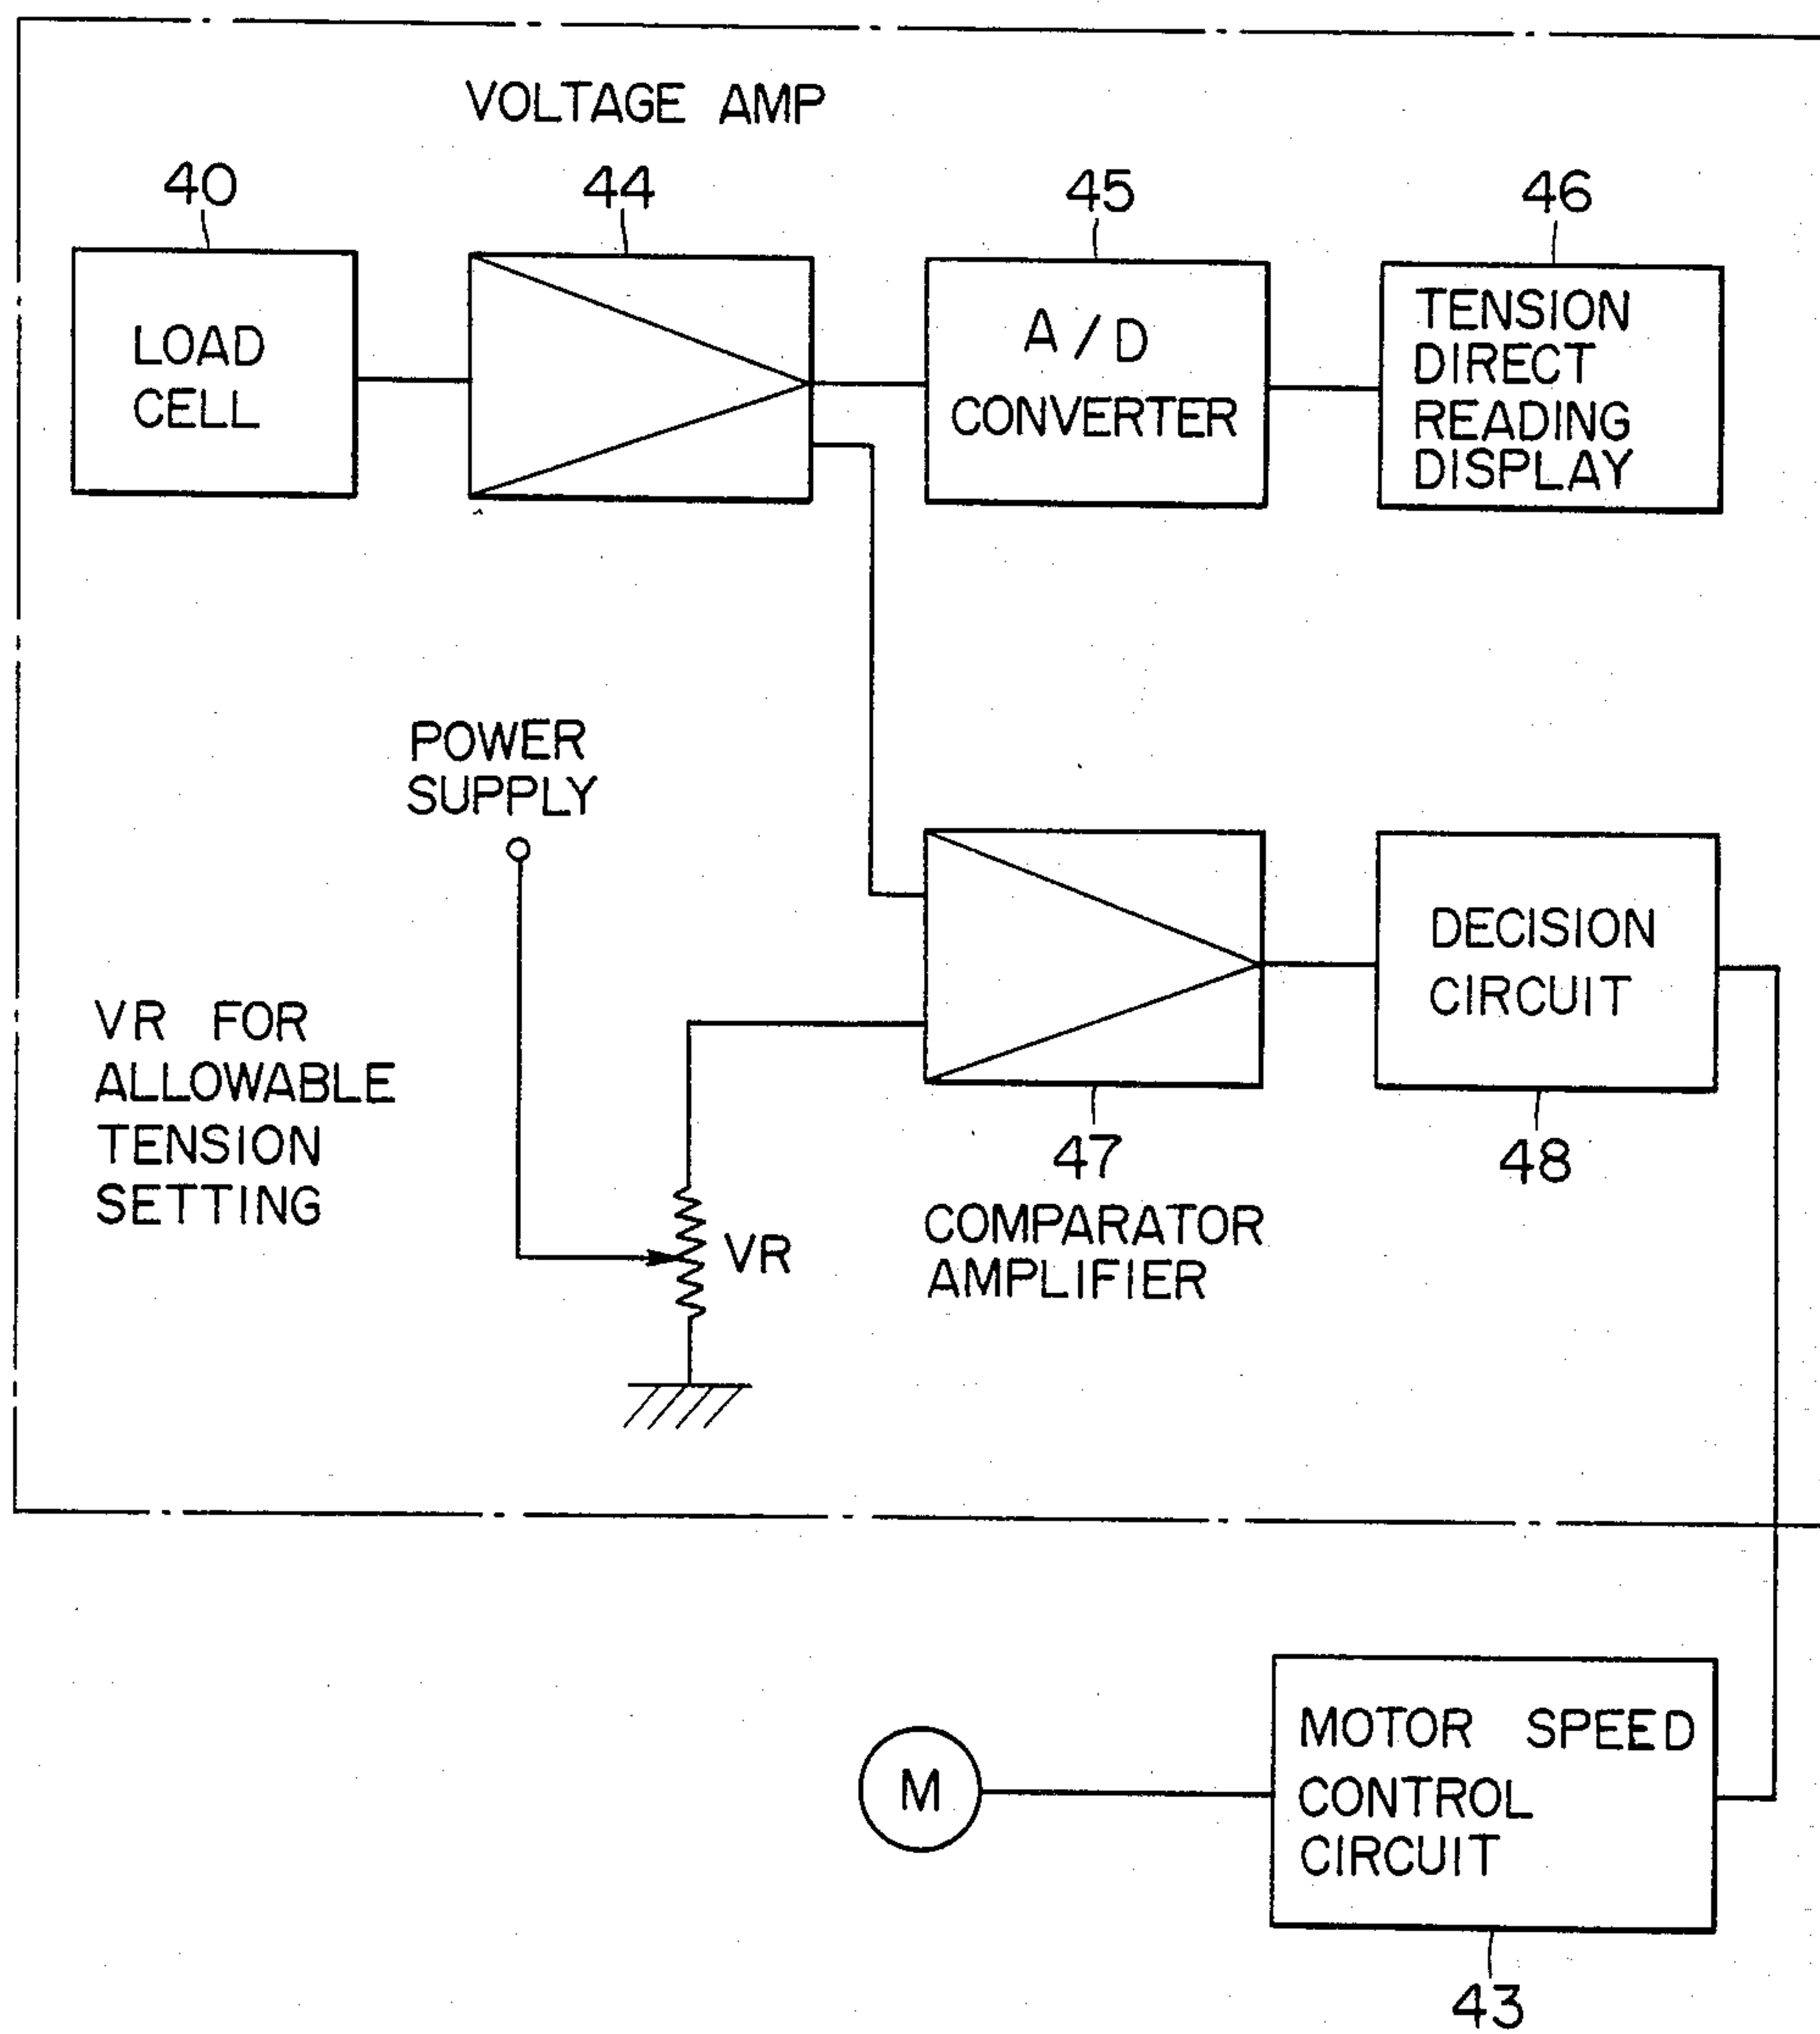 VOLTAGE AMP
40
44
45
46
LOAD
CELL
A/D
CONVERTER
TENSION
DIRECT
READING
DISPLAY
POWER
SUPPLY
VR FOR
ALLOWABLE
TENSION
SETTING
VR
DECISION
CIRCUIT
47
48
COMPARATOR
AMPLIFIER
M
MOTOR SPEED
CONTROL
CIRCUIT
43